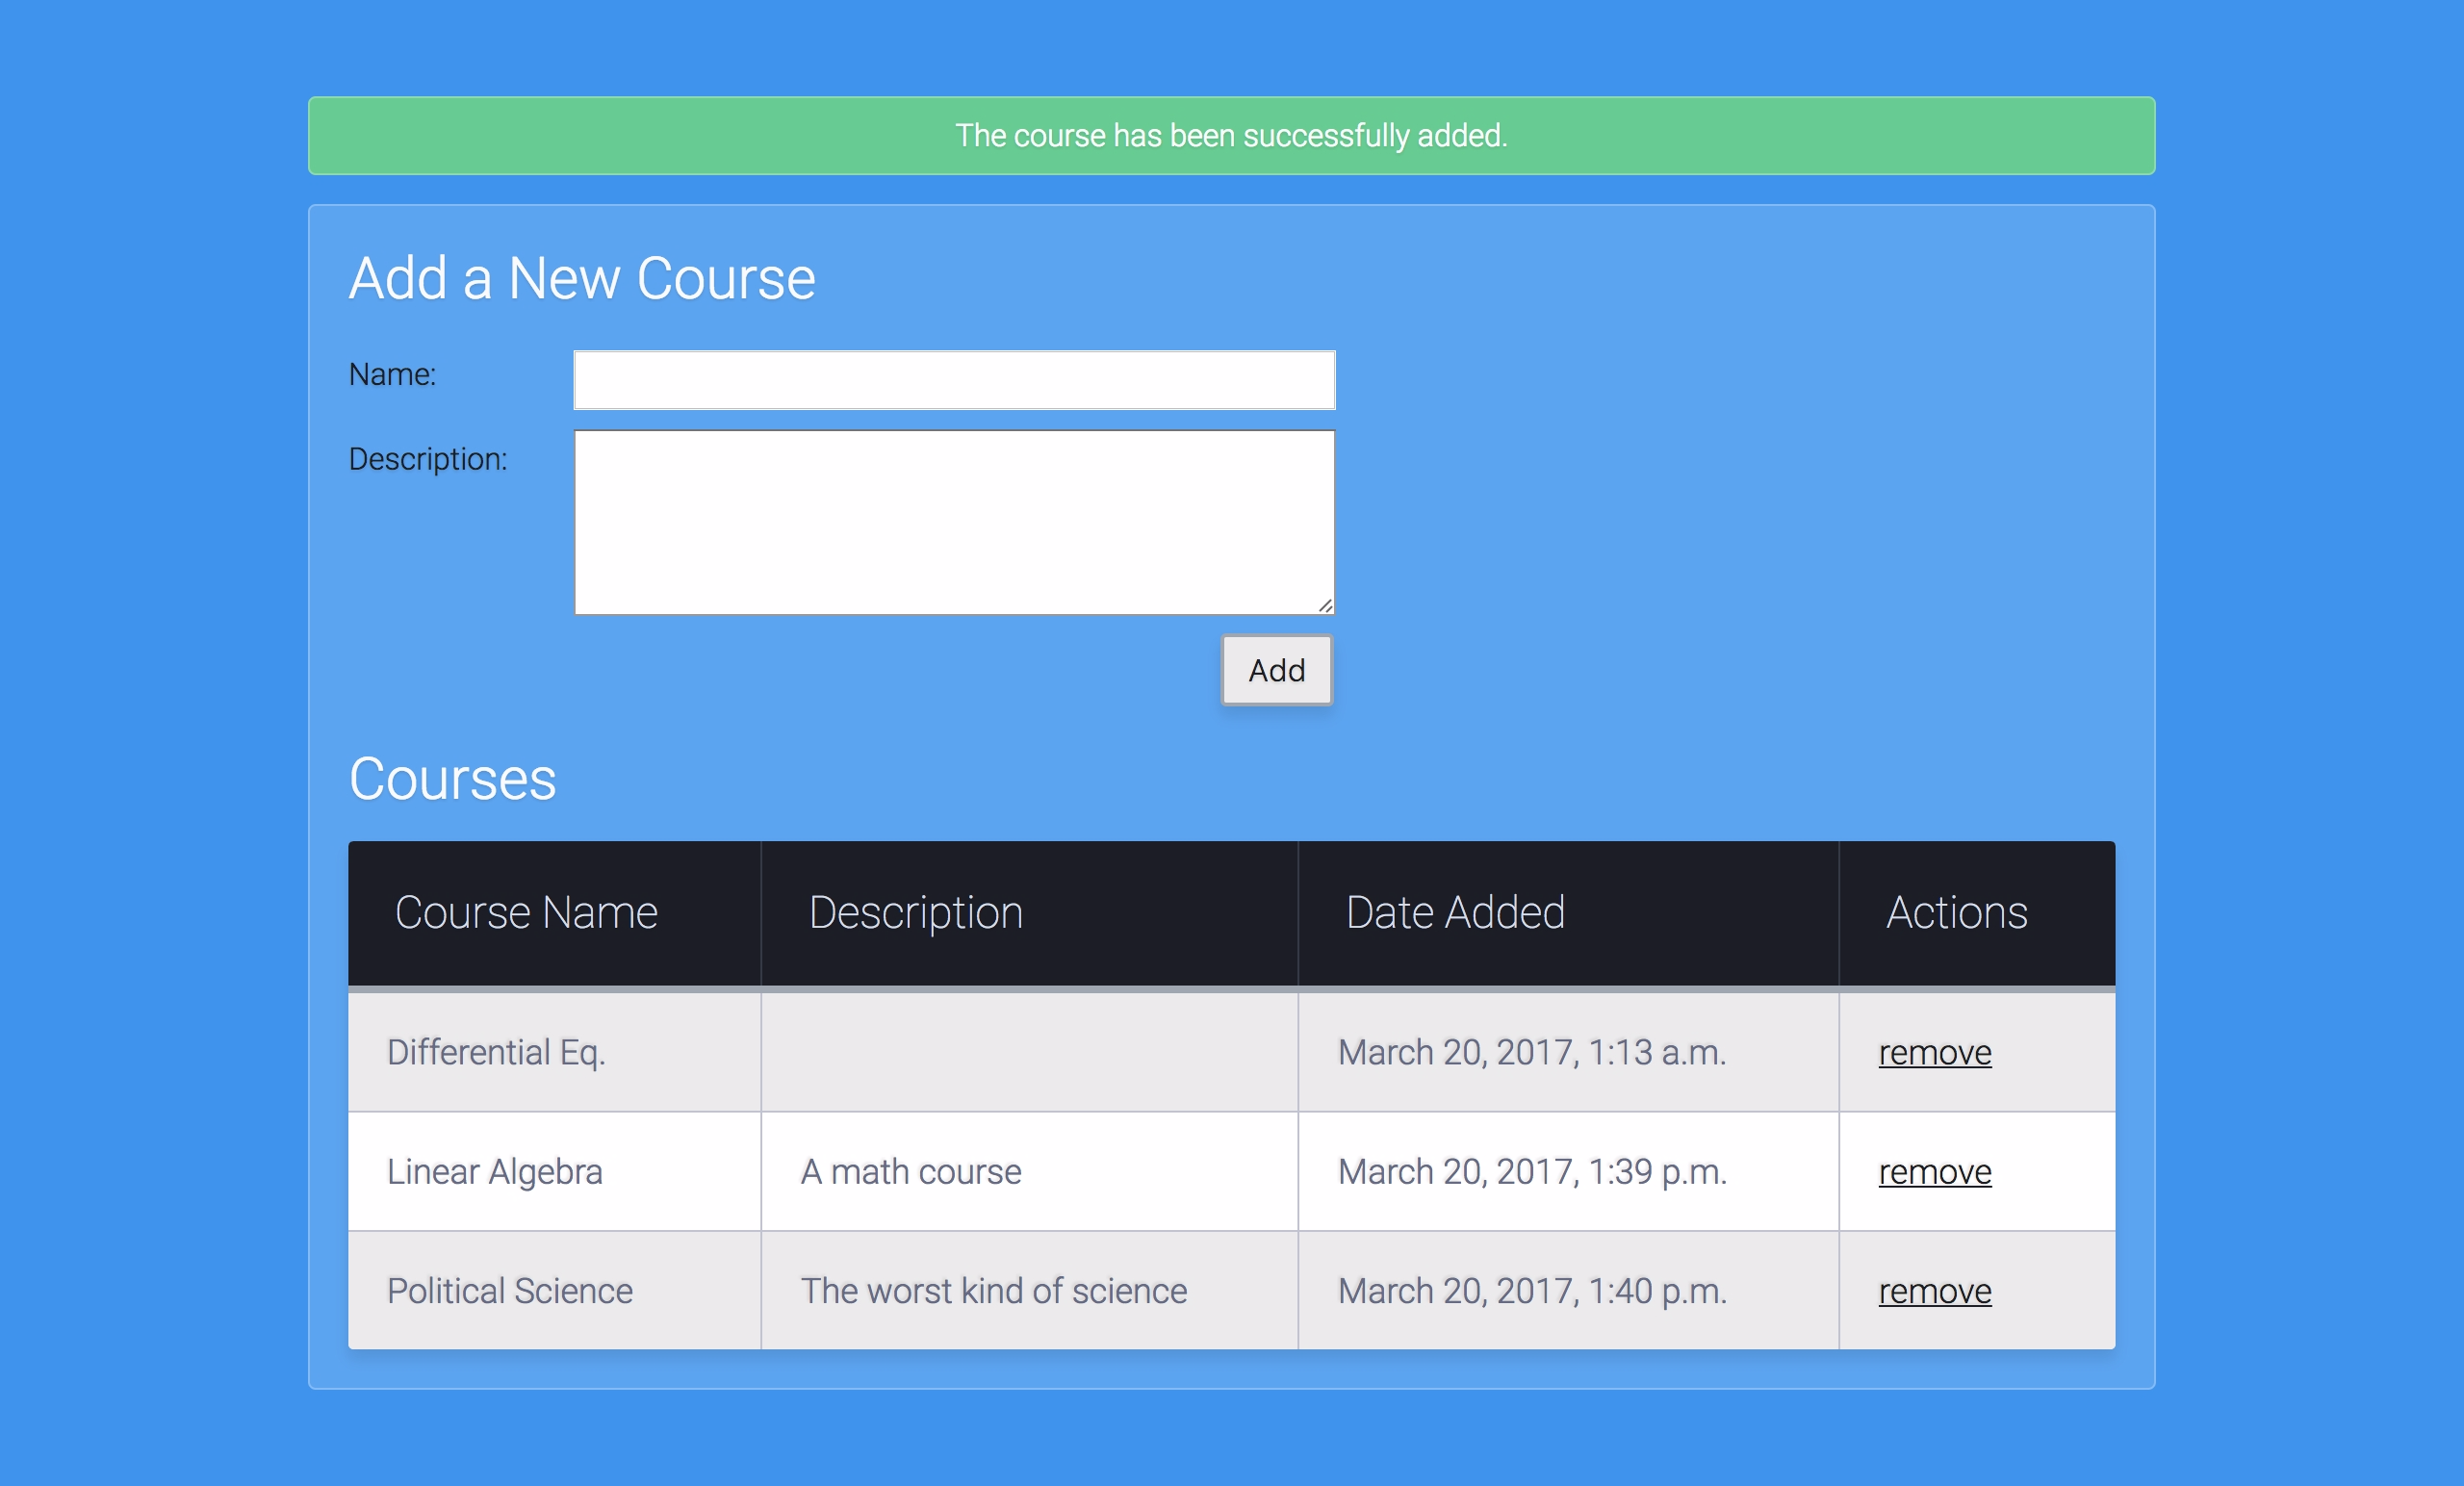 The course has been successfully added.
Add a New Course
Name:
Description:
Add
Courses
Course Name Description Date Added Actions
Differential Eq. March 20, 2017, 1:13 a.m. remove
Linear Algebra A math course March 20, 2017, 1:39 p.m. remove
Political Science The worst kind of science March 20, 2017, 1:40 p.m. remove